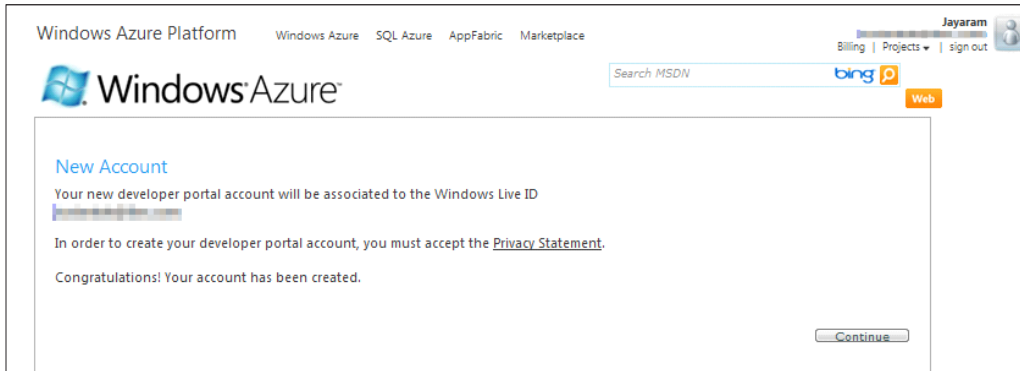 Windows Azure Platform Windows Azure SQL Azure AppFabric Marketplace
Jayaram
Billing | Projects | sign out
Windows Azure™
Search MSDN bing
Web
New Account
Your new developer portal account will be associated to the Windows Live ID
In order to create your developer portal account, you must accept the Privacy Statement.
Congratulations! Your account has been created.
Continue